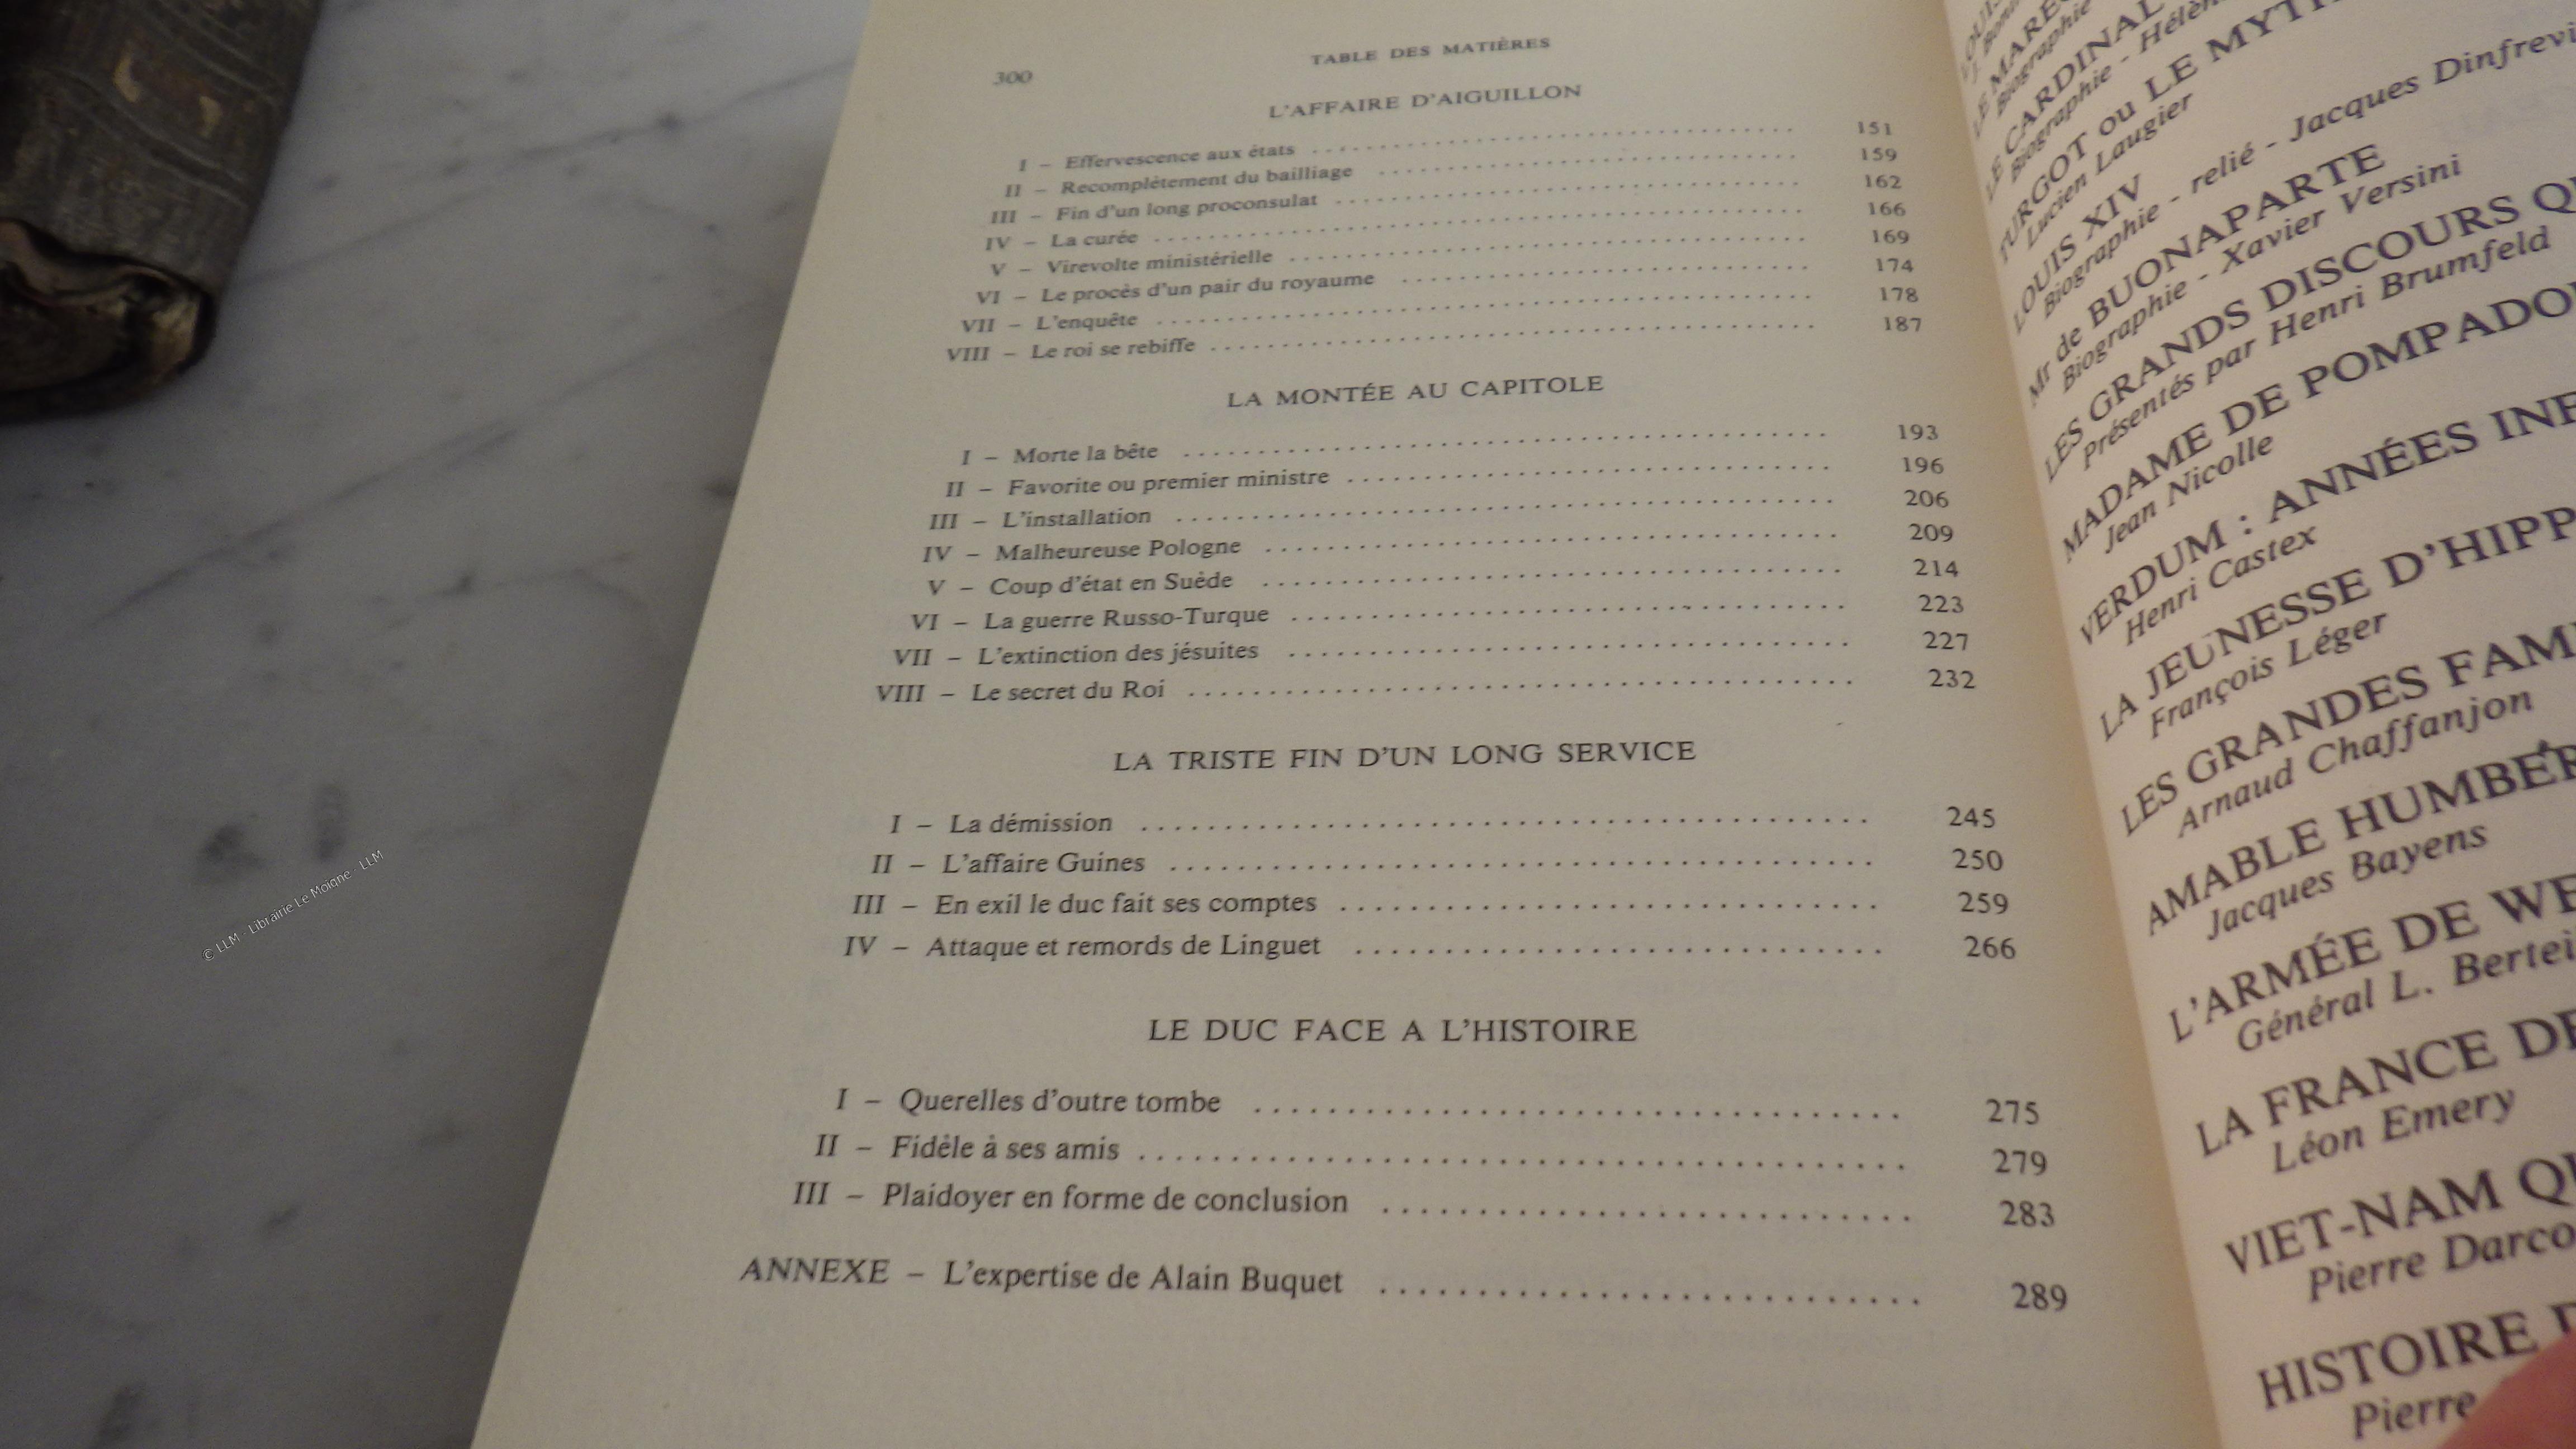 300
TABLE DES MATIÈRES
L'AFFAIRE D'AIGUILLON
I – Effervescence aux états 151
II – Recomplètement du bailliage 159
III – Fin d'un long proconsulat 162
IV – La curée 166
V – Virevolte ministérielle 169
VI – Le procès d'un pair du royaume 174
VII – L'enquête 178
VIII – Le roi se rebiffe 187
LA MONTÉE AU CAPITOLE
I – Morte la bête 193
II – Favorite ou premier ministre 196
III – L'installation 206
IV – Malheureuse Pologne 209
V – Coup d'état en Suède 214
VI – La guerre Russo-Turque 223
VII – L'extinction des jésuites 227
VIII – Le secret du Roi 232
LA TRISTE FIN D'UN LONG SERVICE
I – La démission 245
II – L'affaire Guines 250
III – En exil le duc fait ses comptes 259
IV – Attaque et remords de Linguet 266
LE DUC FACE A L'HISTOIRE
I – Querelles d'outre tombe 275
II – Fidèle à ses amis 279
III – Plaidoyer en forme de conclusion 283
ANNEXE – L'expertise de Alain Buquet 289
Biographie
LE CARDINAL
Biographie -
TURGOT ou LE
Lucien Laugier
LOUIS XIV
Biographie - relié - Jacques
Mr de BUONAPARTE
Biographie - Xavier Versini
LES GRANDS DISCOURS
Présentés par Henri Brumfeld
MADAME DE
Jean Nicolle
VERDUM : ANNÉES
Henri Castex
LA JEUNESSE
François Léger
LES GRANDES
Arnaud Chaffanjon
AMABLE
Jacques Bayens
L'ARMÉE DE
Général L.
LA FRANCE
Léon Emery
VIET-NAM
Pierre
HISTOIRE
Pierre
© LLM - Librairie Le Moigne - LLM